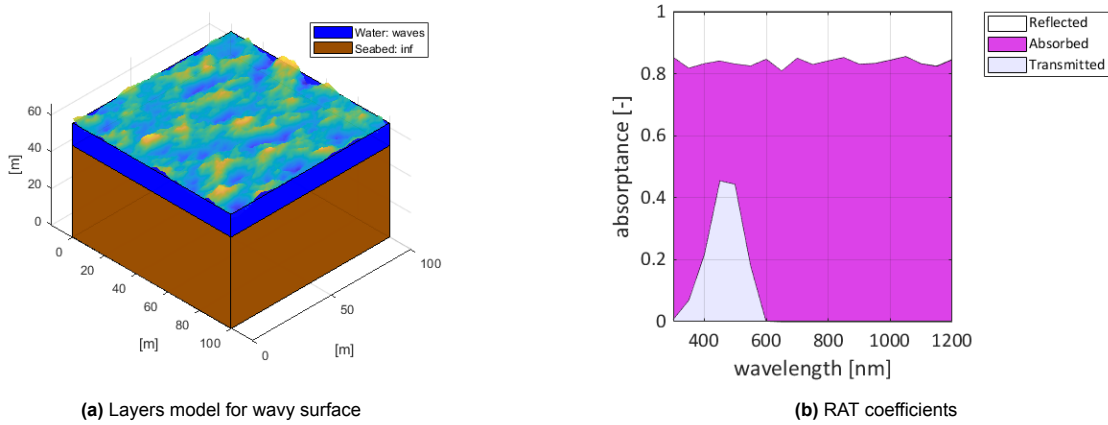 Water: waves
Seabed: inf
60
40
20
0
[m]
0
20
40
60
80
100
[m]
0
50
100
[m]
(a) Layers model for wavy surface
1
0.8
0.6
0.4
0.2
0
absorptance [-]
400 600 800 1000 1200
wavelength [nm]
Reflected
Absorbed
Transmitted
(b) RAT coefficients